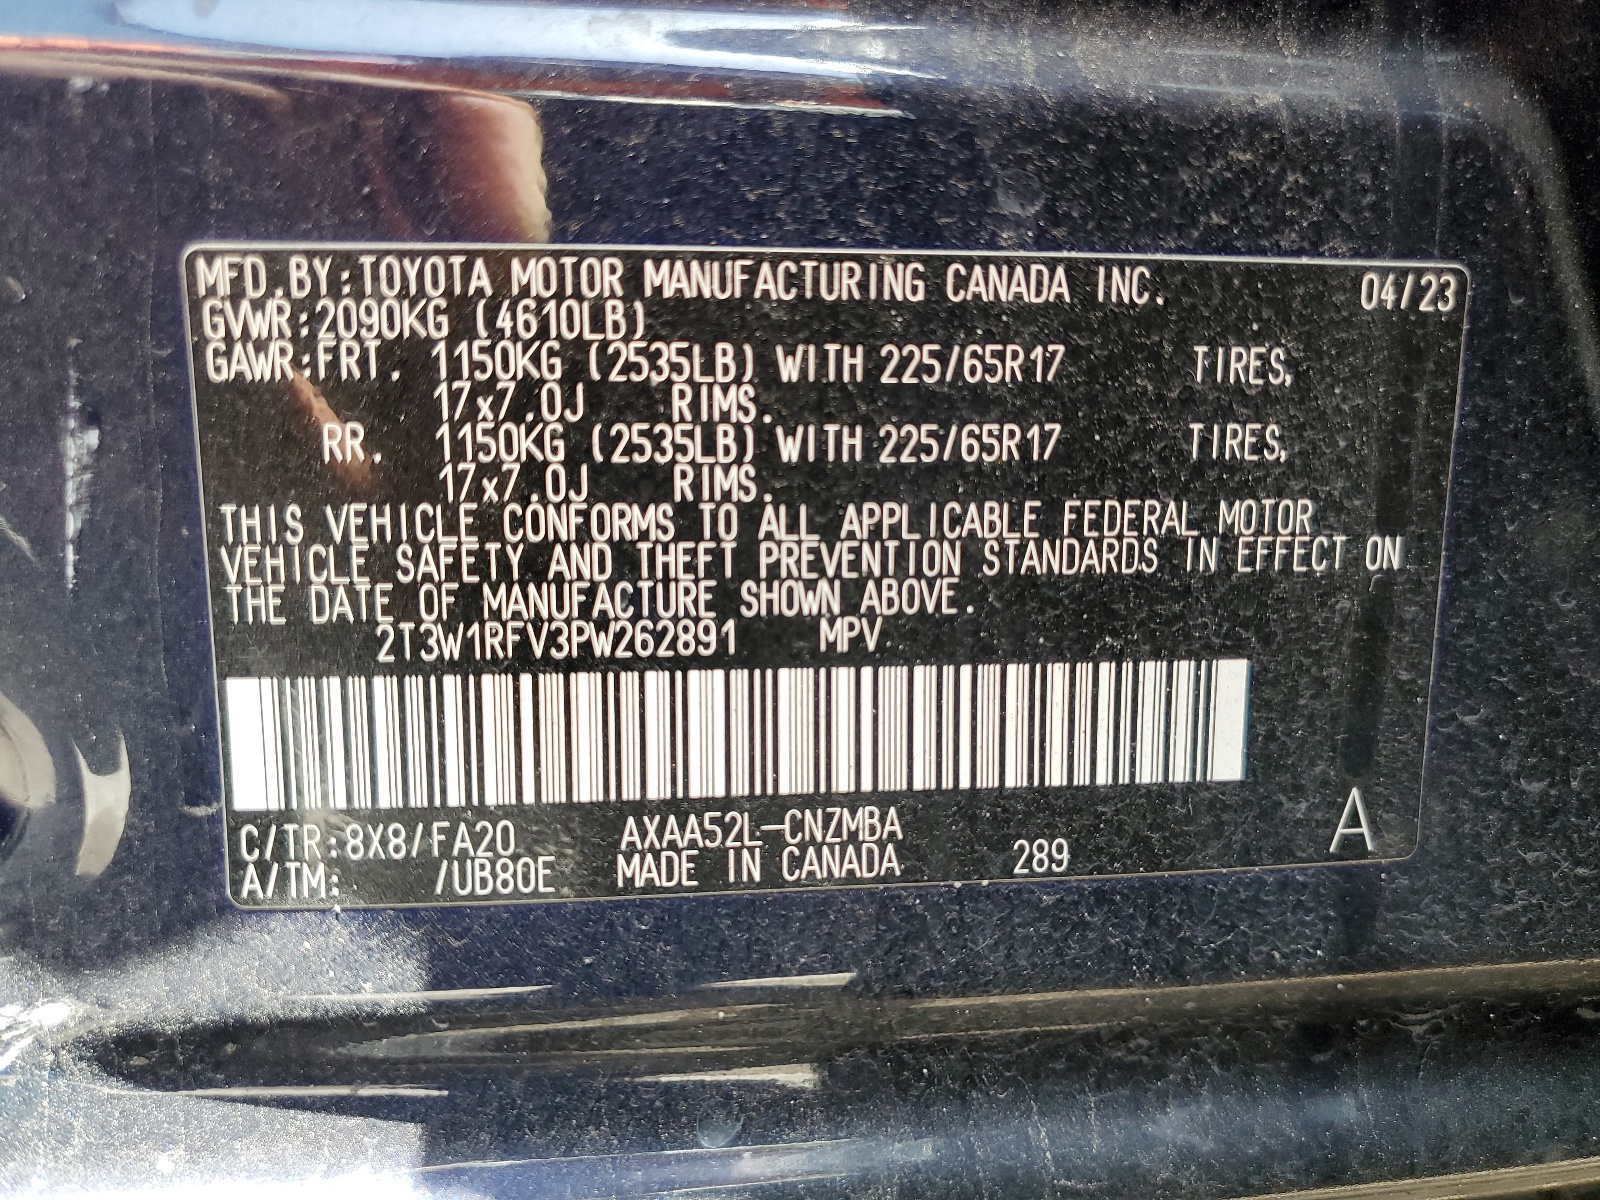 MFD.BY:TOYOTA MOTOR MANUFACTURING CANADA INC. 04/23
GVWR:2090KG (4610LB)
GAWR:FRT. 1150KG (2535LB) WITH 225/65R17 TIRES,
17x7.0J RIMS.
RR. 1150KG (2535LB) WITH 225/65R17 TIRES,
17x7.0J RIMS.
THIS VEHICLE CONFORMS TO ALL APPLICABLE FEDERAL MOTOR
VEHICLE SAFETY AND THEFT PREVENTION STANDARDS IN EFFECT ON
THE DATE OF MANUFACTURE SHOWN ABOVE.
2T3W1RFV3PW262891 MPV
C/TR:8X8/FA20 AXAA52L-CNZMBA
A/TM: /UB80E MADE IN CANADA 289 A